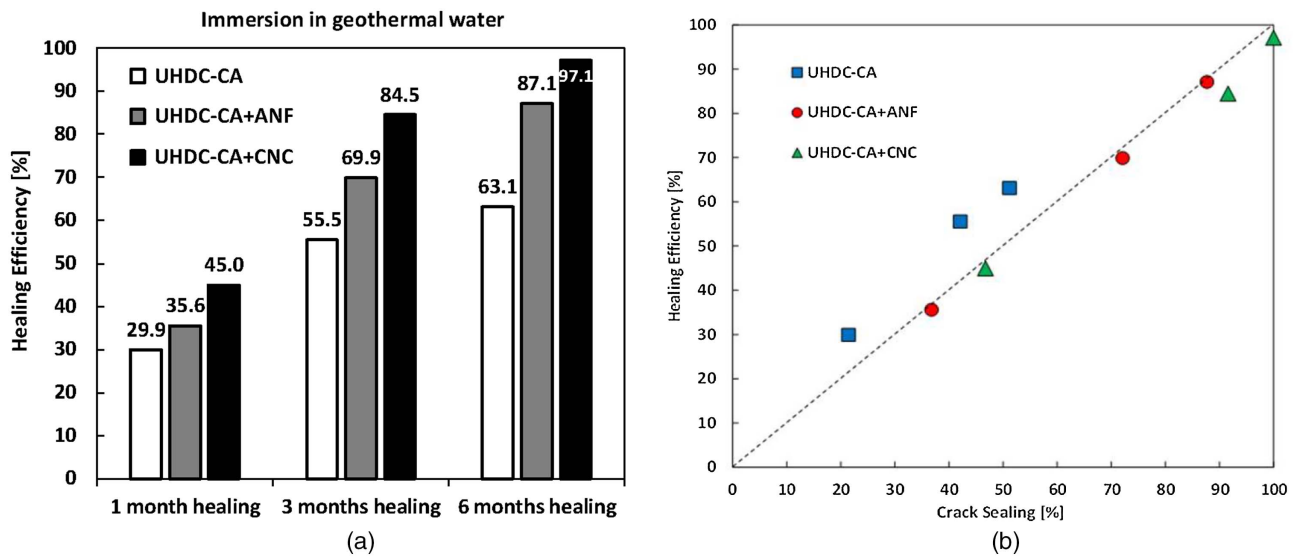 Immersion in geothermal water
Healing Efficiency [%]
100
90
80
70
60
50
40
30
20
10
0
UHDC-CA
UHDC-CA+ANF
UHDC-CA+CNC
29.9
35.6
45.0
55.5
69.9
84.5
63.1
87.1
97.1
1 month healing
3 months healing
6 months healing
(a)
Healing Efficiency [%]
100
90
80
70
60
50
40
30
20
10
0
UHDC-CA
UHDC-CA+ANF
UHDC-CA+CNC
0 10 20 30 40 50 60 70 80 90 100
Crack Sealing [%]
(b)